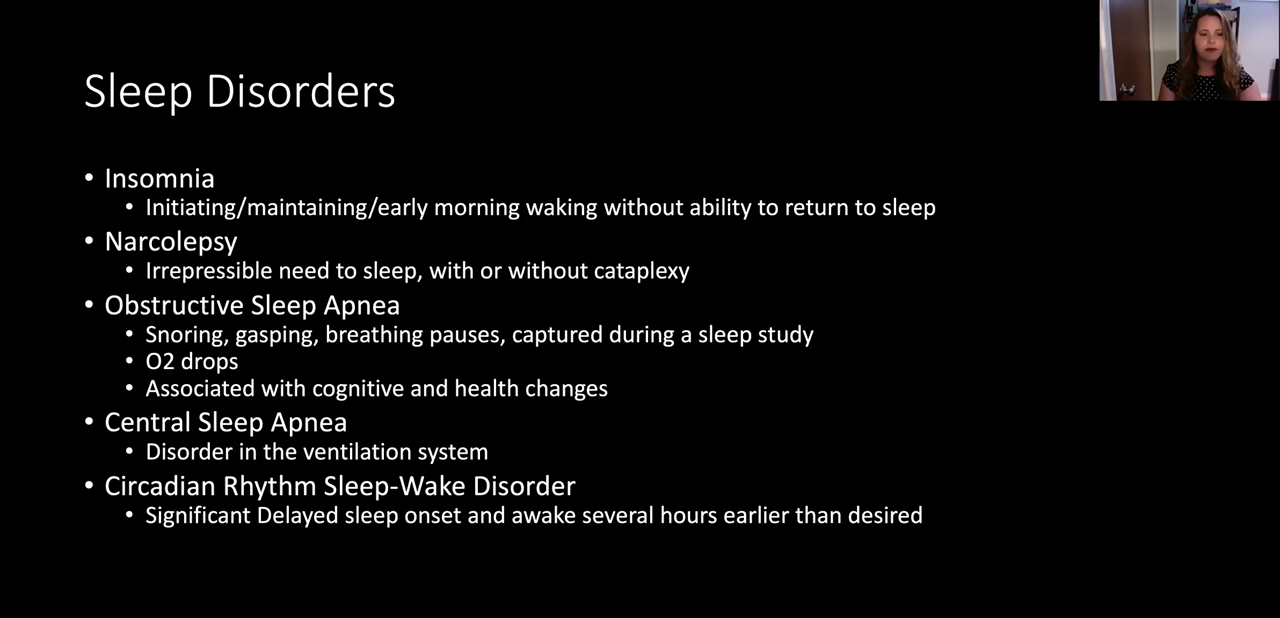 Sleep Disorders
• Insomnia
• Initiating/maintaining/early morning waking without ability to return to sleep
• Narcolepsy
• Irrepressible need to sleep, with or without cataplexy
• Obstructive Sleep Apnea
• Snoring, gasping, breathing pauses, captured during a sleep study
• O2 drops
• Associated with cognitive and health changes
• Central Sleep Apnea
• Disorder in the ventilation system
• Circadian Rhythm Sleep-Wake Disorder
• Significant Delayed sleep onset and awake several hours earlier than desired